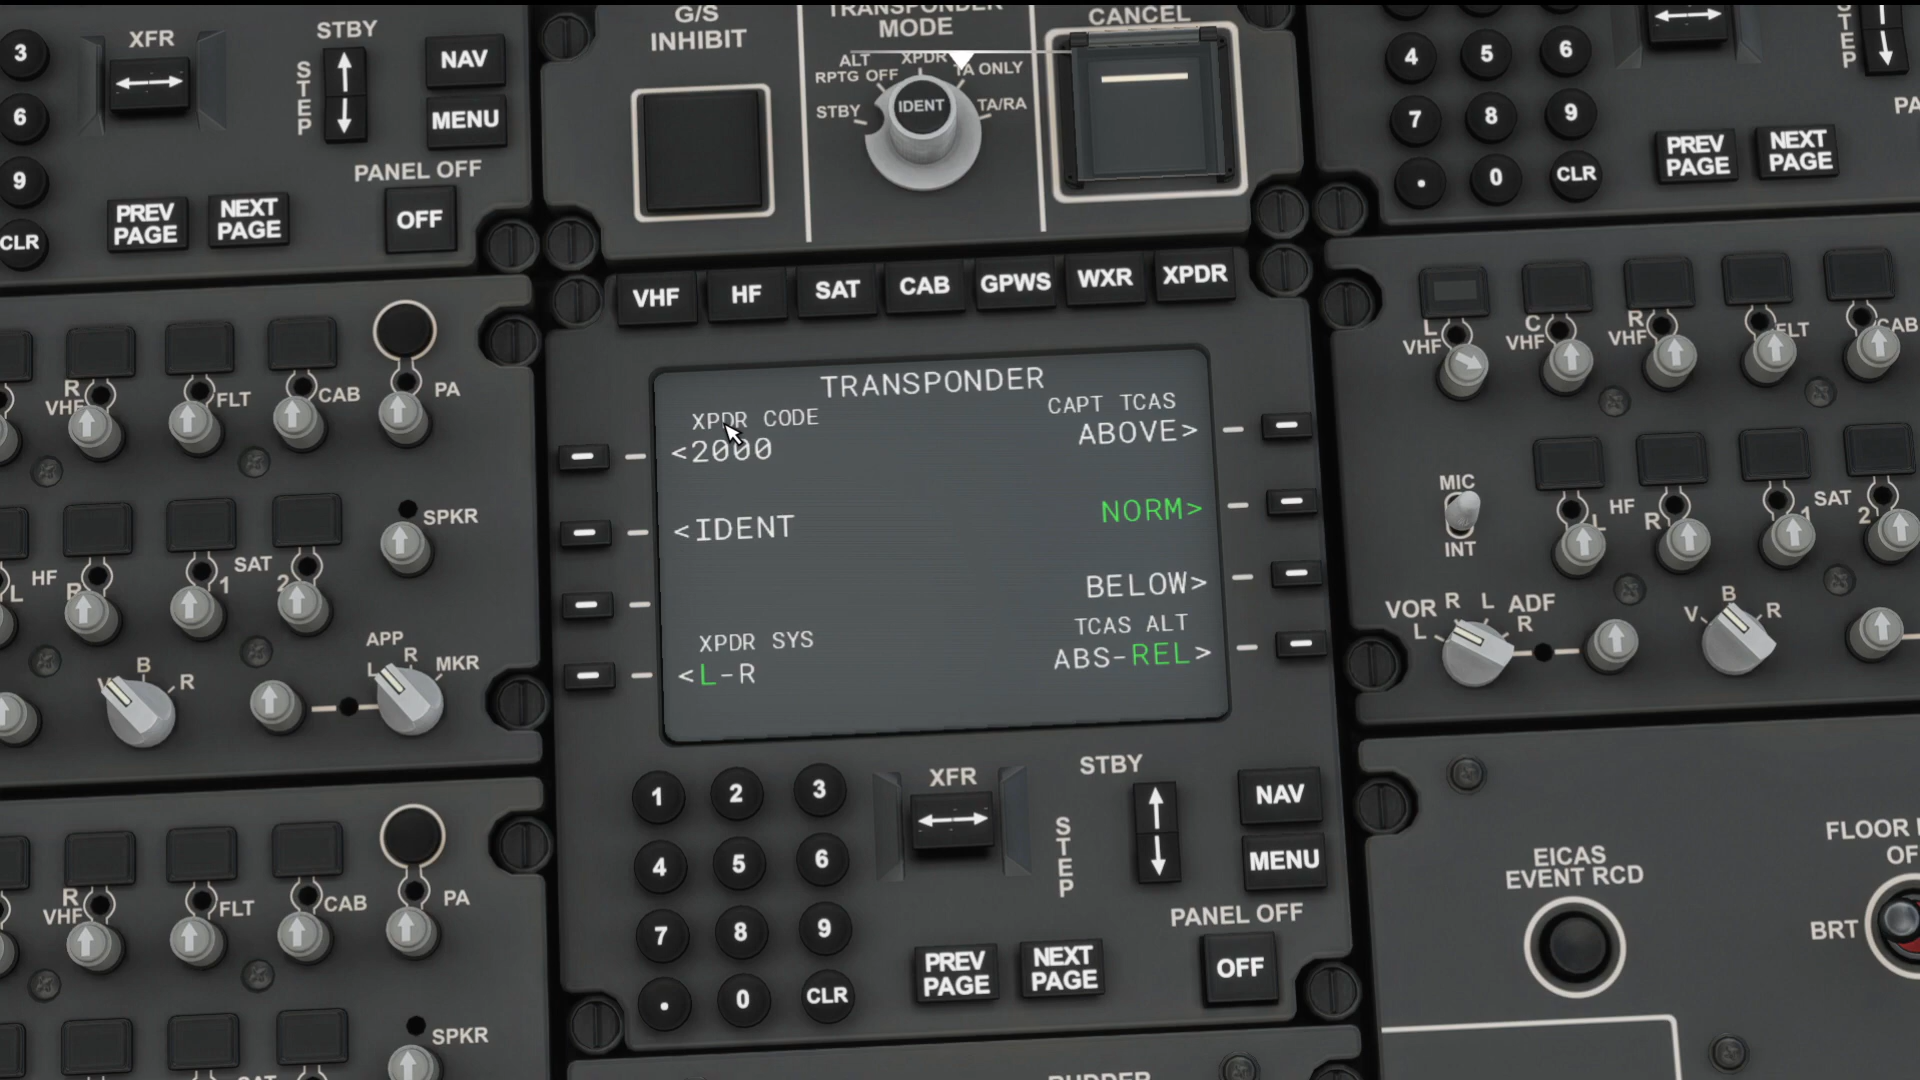 3
6
9
CLR
XFR
STBY
STEP
NAV
MENU
PANEL OFF
OFF
PREV PAGE
NEXT PAGE
G/S INHIBIT
TRANSPONDER MODE
STBY
ALT RPTG OFF
XPDR
TA ONLY
TA/RA
IDENT
CANCEL
4 5 6
7 8 9
. 0 CLR
PREV PAGE
NEXT PAGE
VHF HF SAT CAB GPWS WXR XPDR
TRANSPONDER
XPDR CODE
<2000
<IDENT
XPDR SYS
<L-R
CAPT TCAS
ABOVE>
NORM>
BELOW>
TCAS ALT
ABS-REL>
1 2 3
4 5 6
7 8 9
. 0 CLR
XFR
STBY
STEP
NAV
MENU
PANEL OFF
OFF
PREV PAGE
NEXT PAGE
R VHF
FLT
CAB
PA
SPKR
L HF R
1 SAT 2
V B R
APP
L R
MKR
R VHF
FLT
CAB
PA
SPKR
L VHF
C VHF
R VHF
FLT
CAB
MIC
INT
L HF R
1 SAT 2
VOR L R
ADF L R
V B R
EICAS
EVENT RCD
FLOOR
BRT